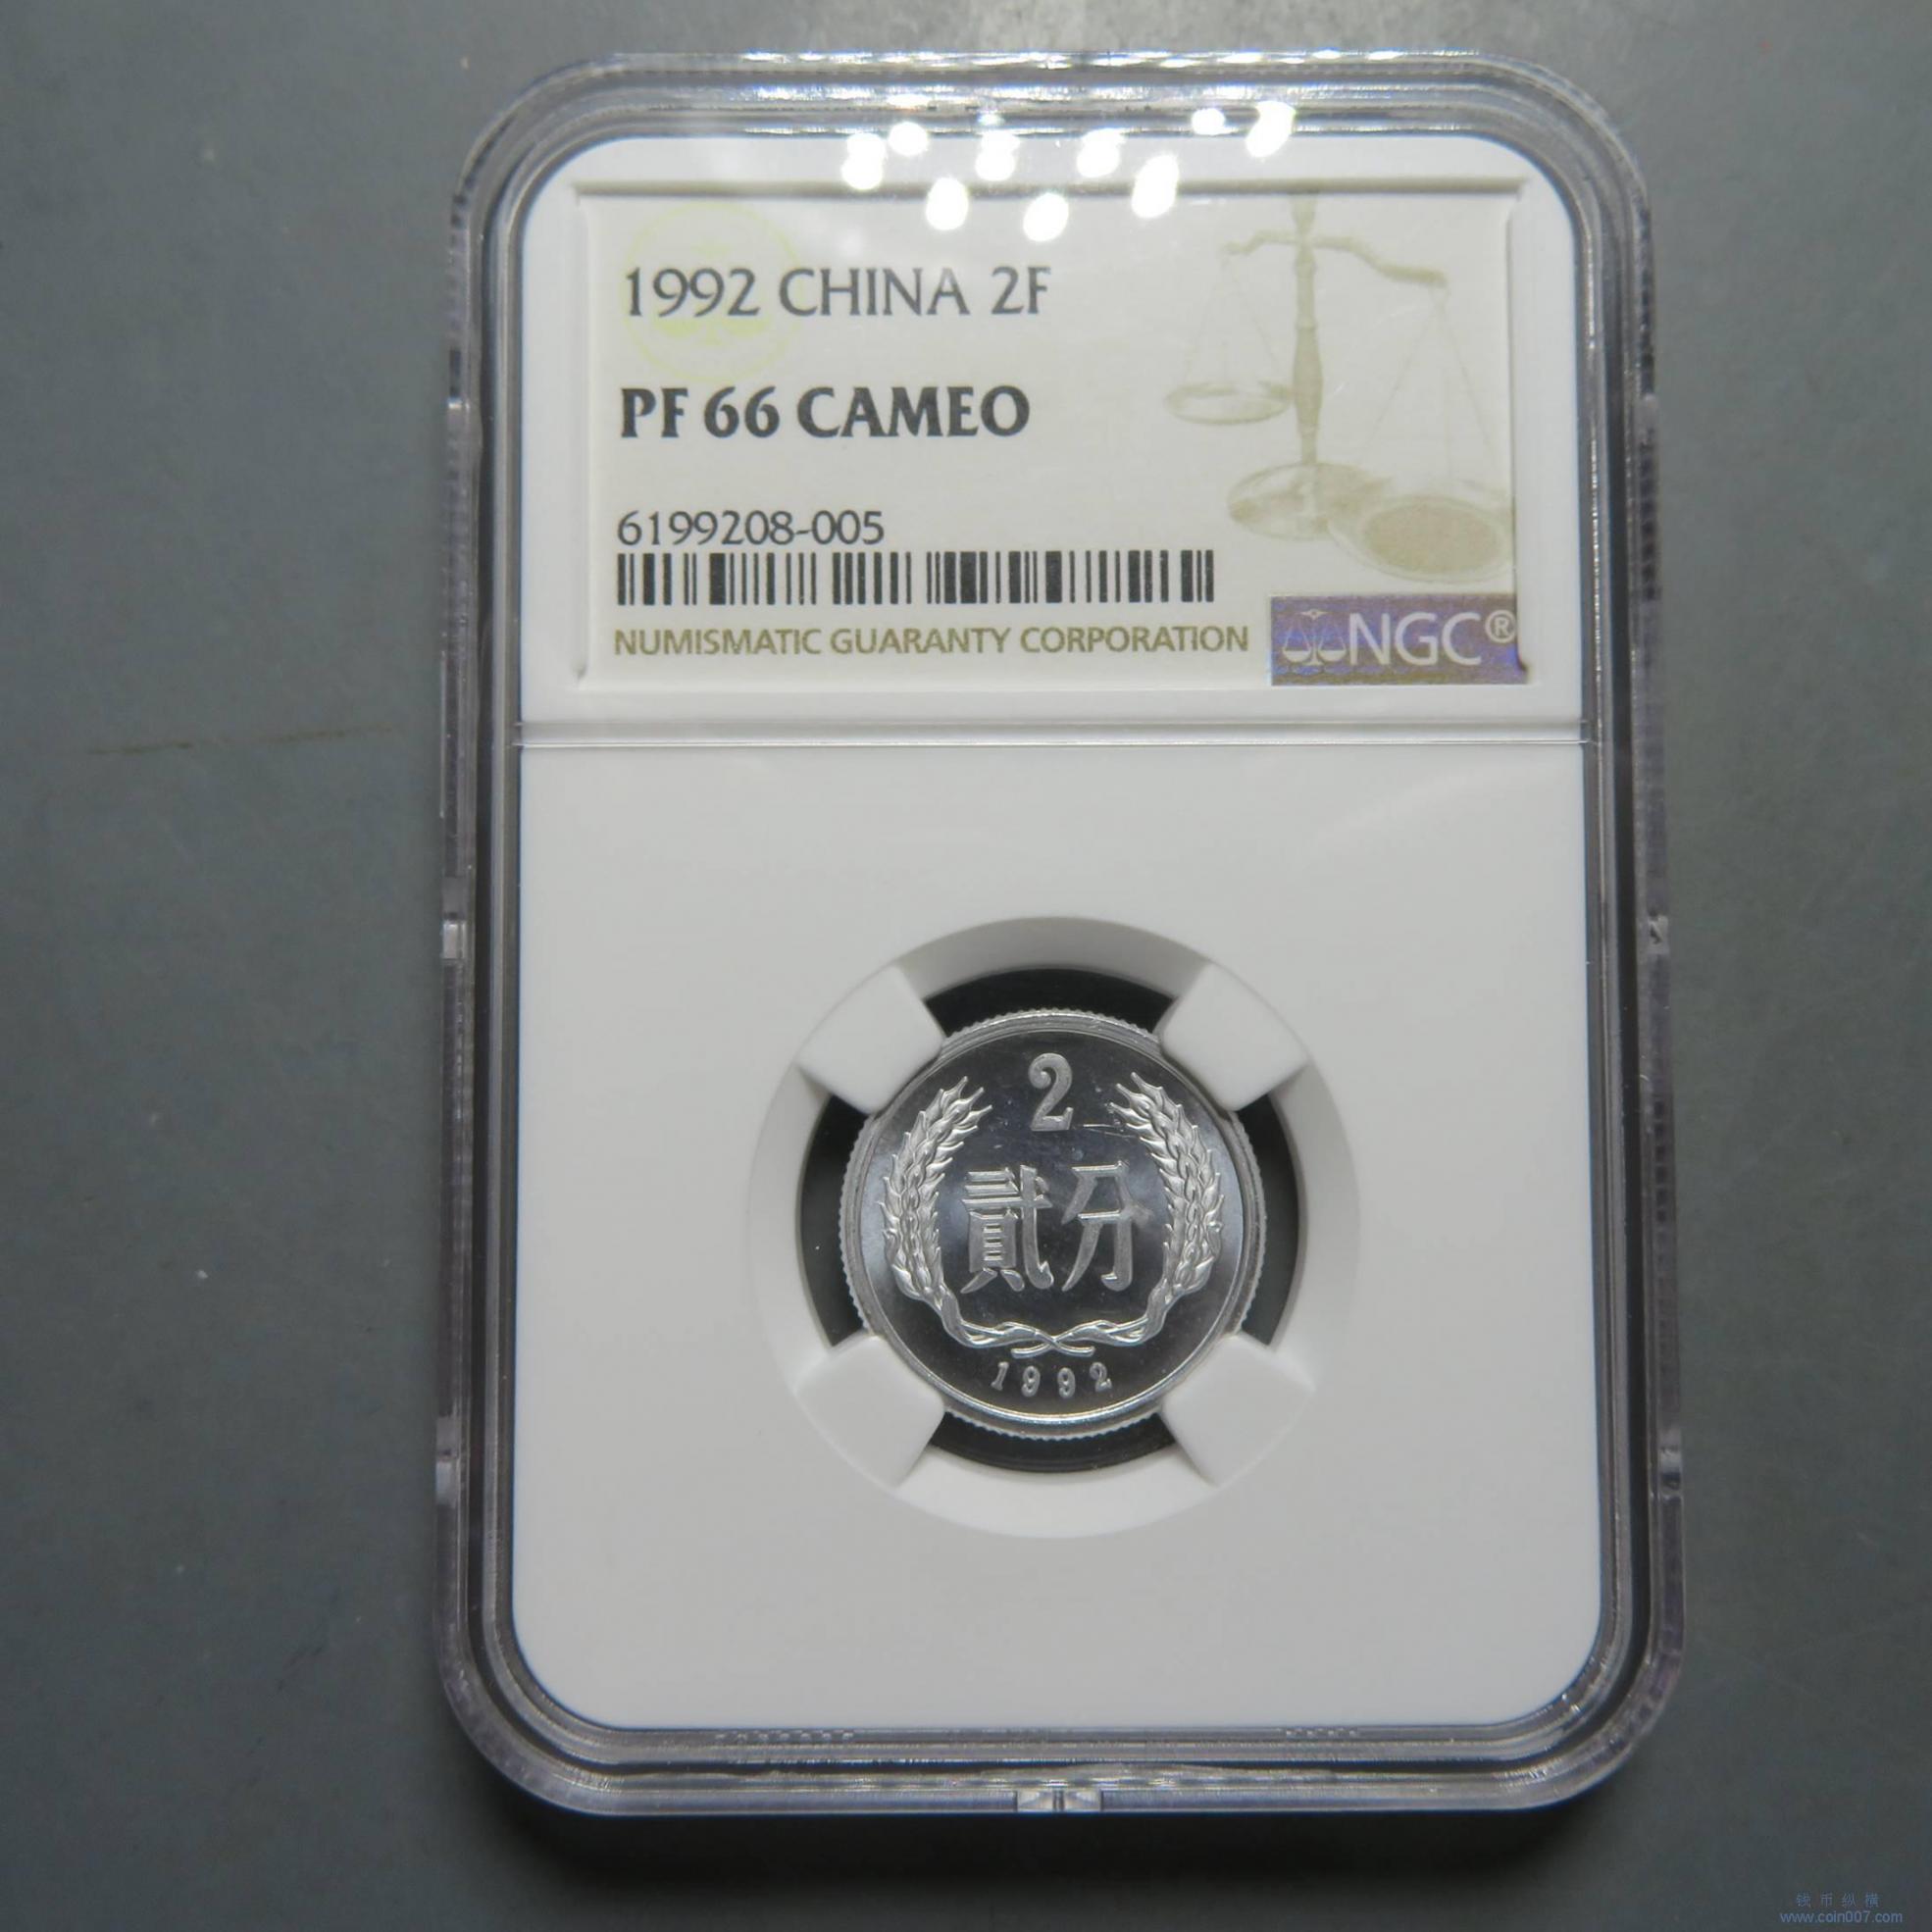 1992 CHINA 2F
PF 66 CAMEO
6199208-005
NUMISMATIC GUARANTY CORPORATION
NGC®
2
貳分
1992
钱币纵横
www.coin007.com